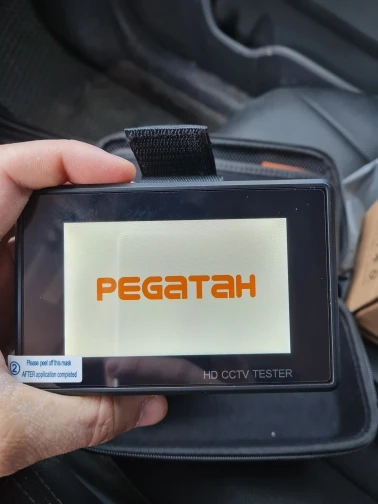 PEGATAH
2
Please peel off this mask
AFTER application completed
HD CCTV TESTER